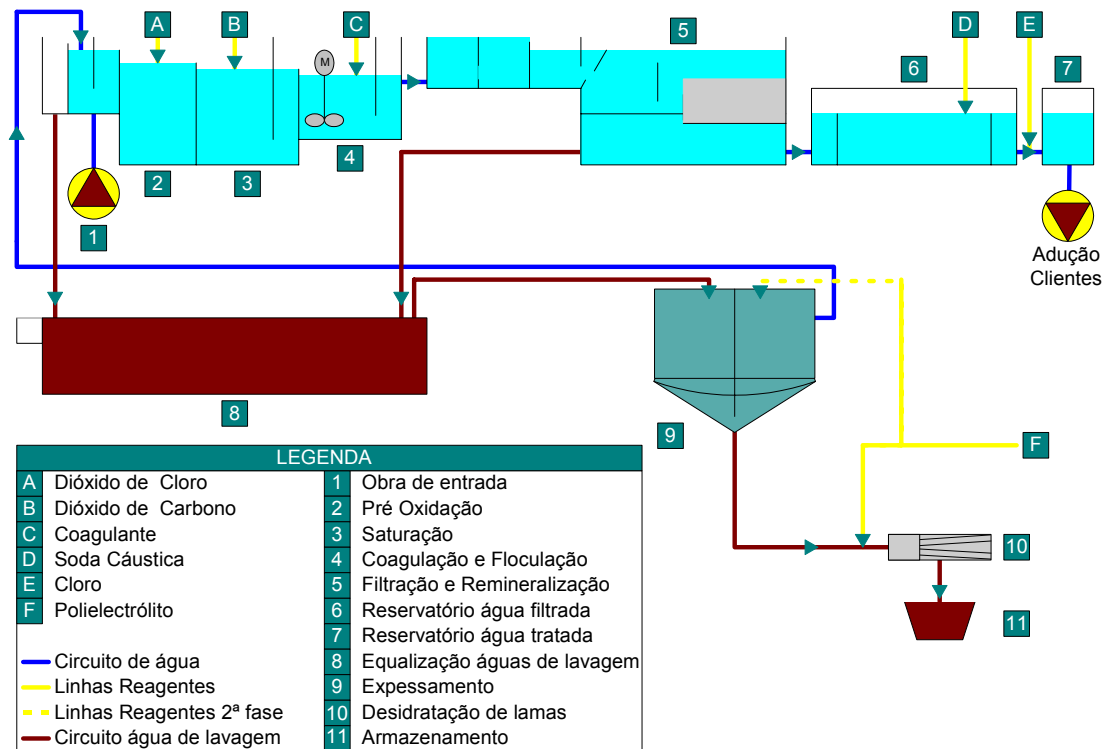 A
B
C
5
D
E
7
6
M
4
2
3
1
Adução
Clientes
8
9
F
10
11
LEGENDA
A Dióxido de Cloro
B Dióxido de Carbono
C Coagulante
D Soda Cáustica
E Cloro
F Polielectrólito
Circuito de água
Linhas Reagentes
Linhas Reagentes 2ª fase
Circuito água de lavagem
1 Obra de entrada
2 Pré Oxidação
3 Saturação
4 Coagulação e Floculação
5 Filtração e Remineralização
6 Reservatório água filtrada
7 Reservatório água tratada
8 Equalização águas de lavagem
9 Expessamento
10 Desidratação de lamas
11 Armazenamento